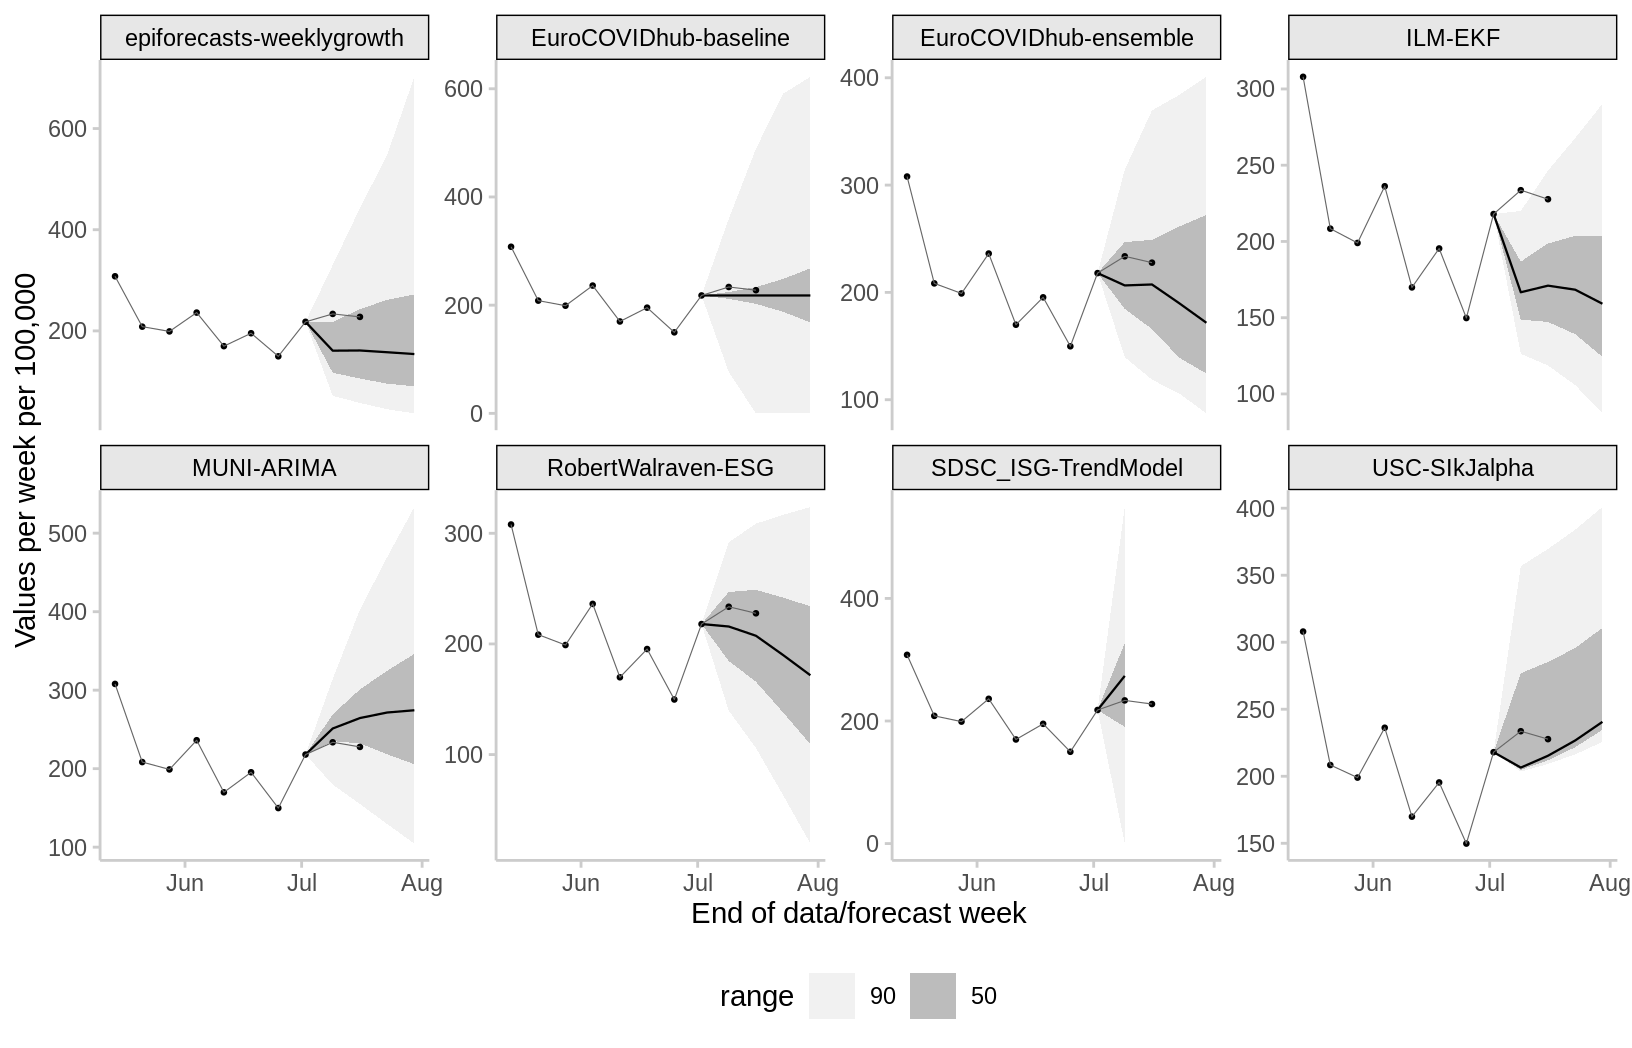 epiforecasts-weeklygrowth
EuroCOVIDhub-baseline
EuroCOVIDhub-ensemble
ILM-EKF
600
400
200
600
400
200
0
400
300
200
100
300
250
200
150
100
Values per week per 100,000
MUNI-ARIMA
RobertWalraven-ESG
SDSC_ISG-TrendModel
USC-SIkJalpha
500
400
300
200
100
300
200
100
400
200
0
400
350
300
250
200
150
Jun Jul Aug
Jun Jul Aug
Jun Jul Aug
Jun Jul Aug
End of data/forecast week
range 90 50